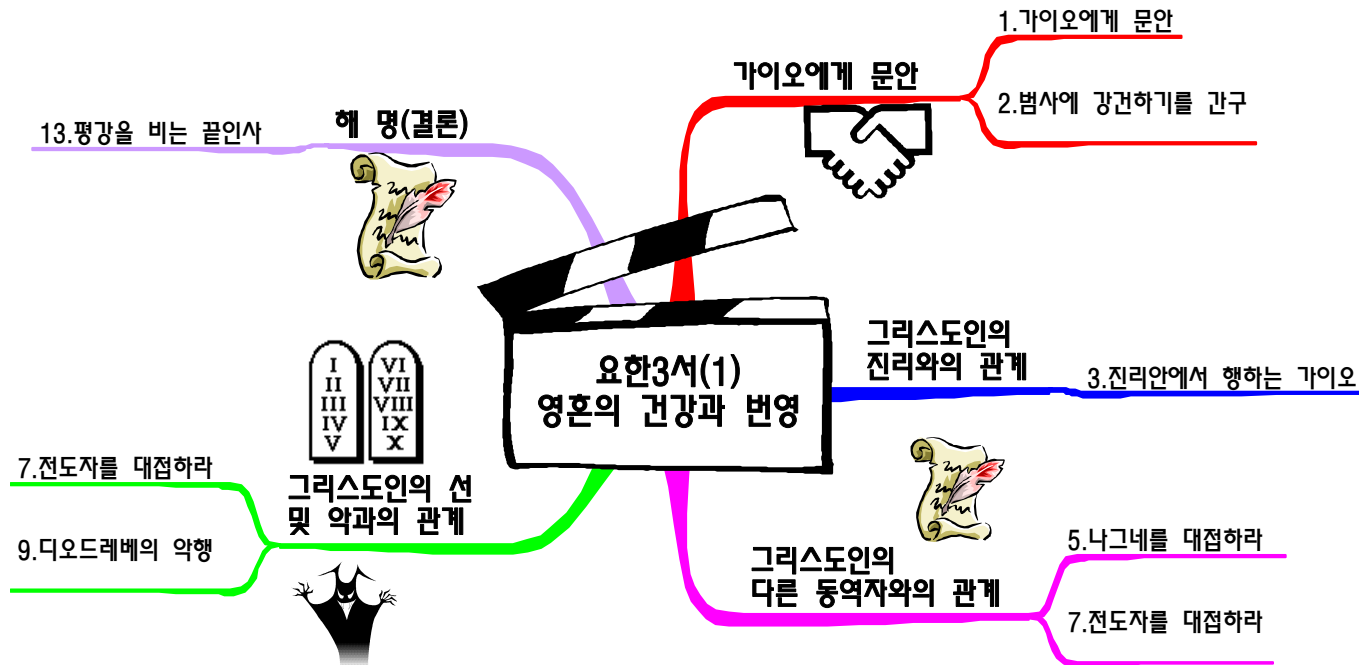 요한3서(1)
영혼의 건강과 번영
가이오에게 문안
1.가이오에게 문안
2.범사에 강건하기를 간구
그리스도인의
진리와의 관계
3.진리안에서 행하는 가이오
그리스도인의
다른 동역자와의 관계
5.나그네를 대접하라
7.전도자를 대접하라
그리스도인의 선
및 악과의 관계
7.전도자를 대접하라
9.디오드레베의 악행
해 명(결론)
13.평강을 비는 끝인사
I
II
III
IV
V
VI
VII
VIII
IX
X